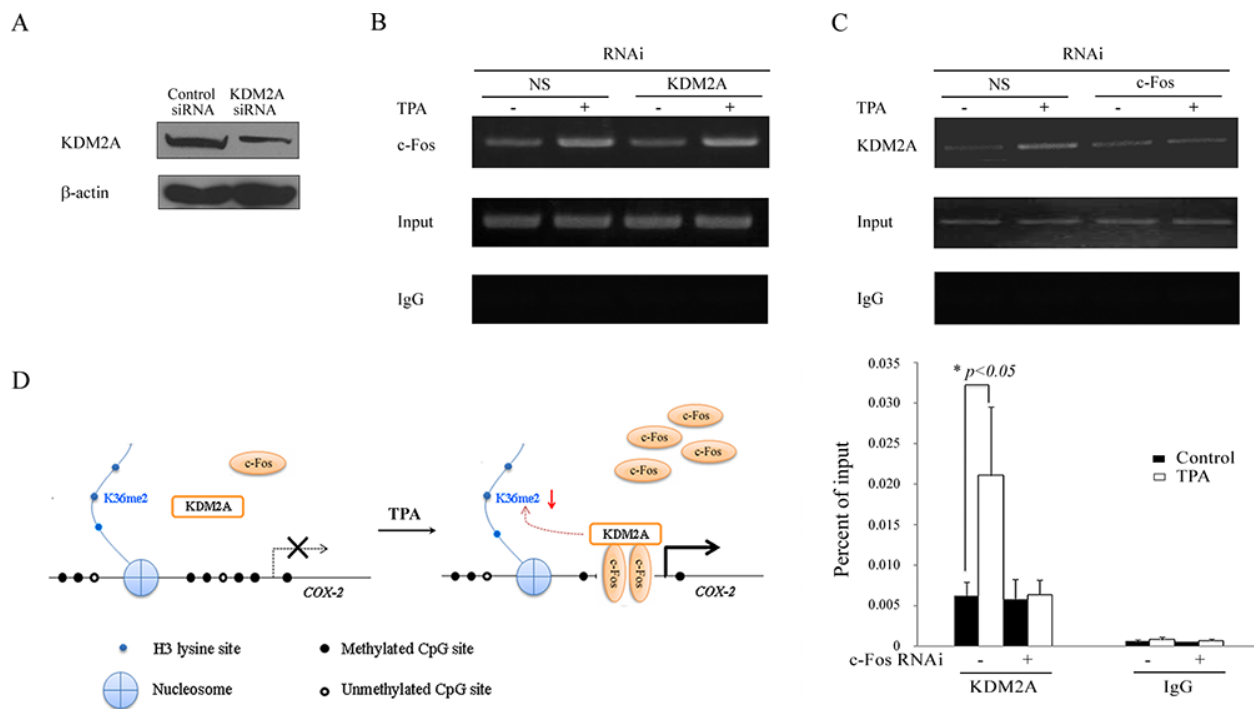 A
Control siRNA
KDM2A siRNA
KDM2A
β-actin
B
RNAi
NS
KDM2A
TPA
-
+
-
+
c-Fos
Input
IgG
C
RNAi
NS
c-Fos
TPA
-
+
-
+
KDM2A
Input
IgG
0.035
0.030
0.025
0.020
0.015
0.010
0.005
0
Percent of input
* p<0.05
Control
TPA
c-Fos RNAi
-
+
-
+
KDM2A
IgG
D
c-Fos
K36me2
KDM2A
COX-2
TPA
c-Fos
c-Fos
c-Fos
c-Fos
K36me2
KDM2A
c-Fos
c-Fos
COX-2
H3 lysine site
Methylated CpG site
Nucleosome
Unmethylated CpG site